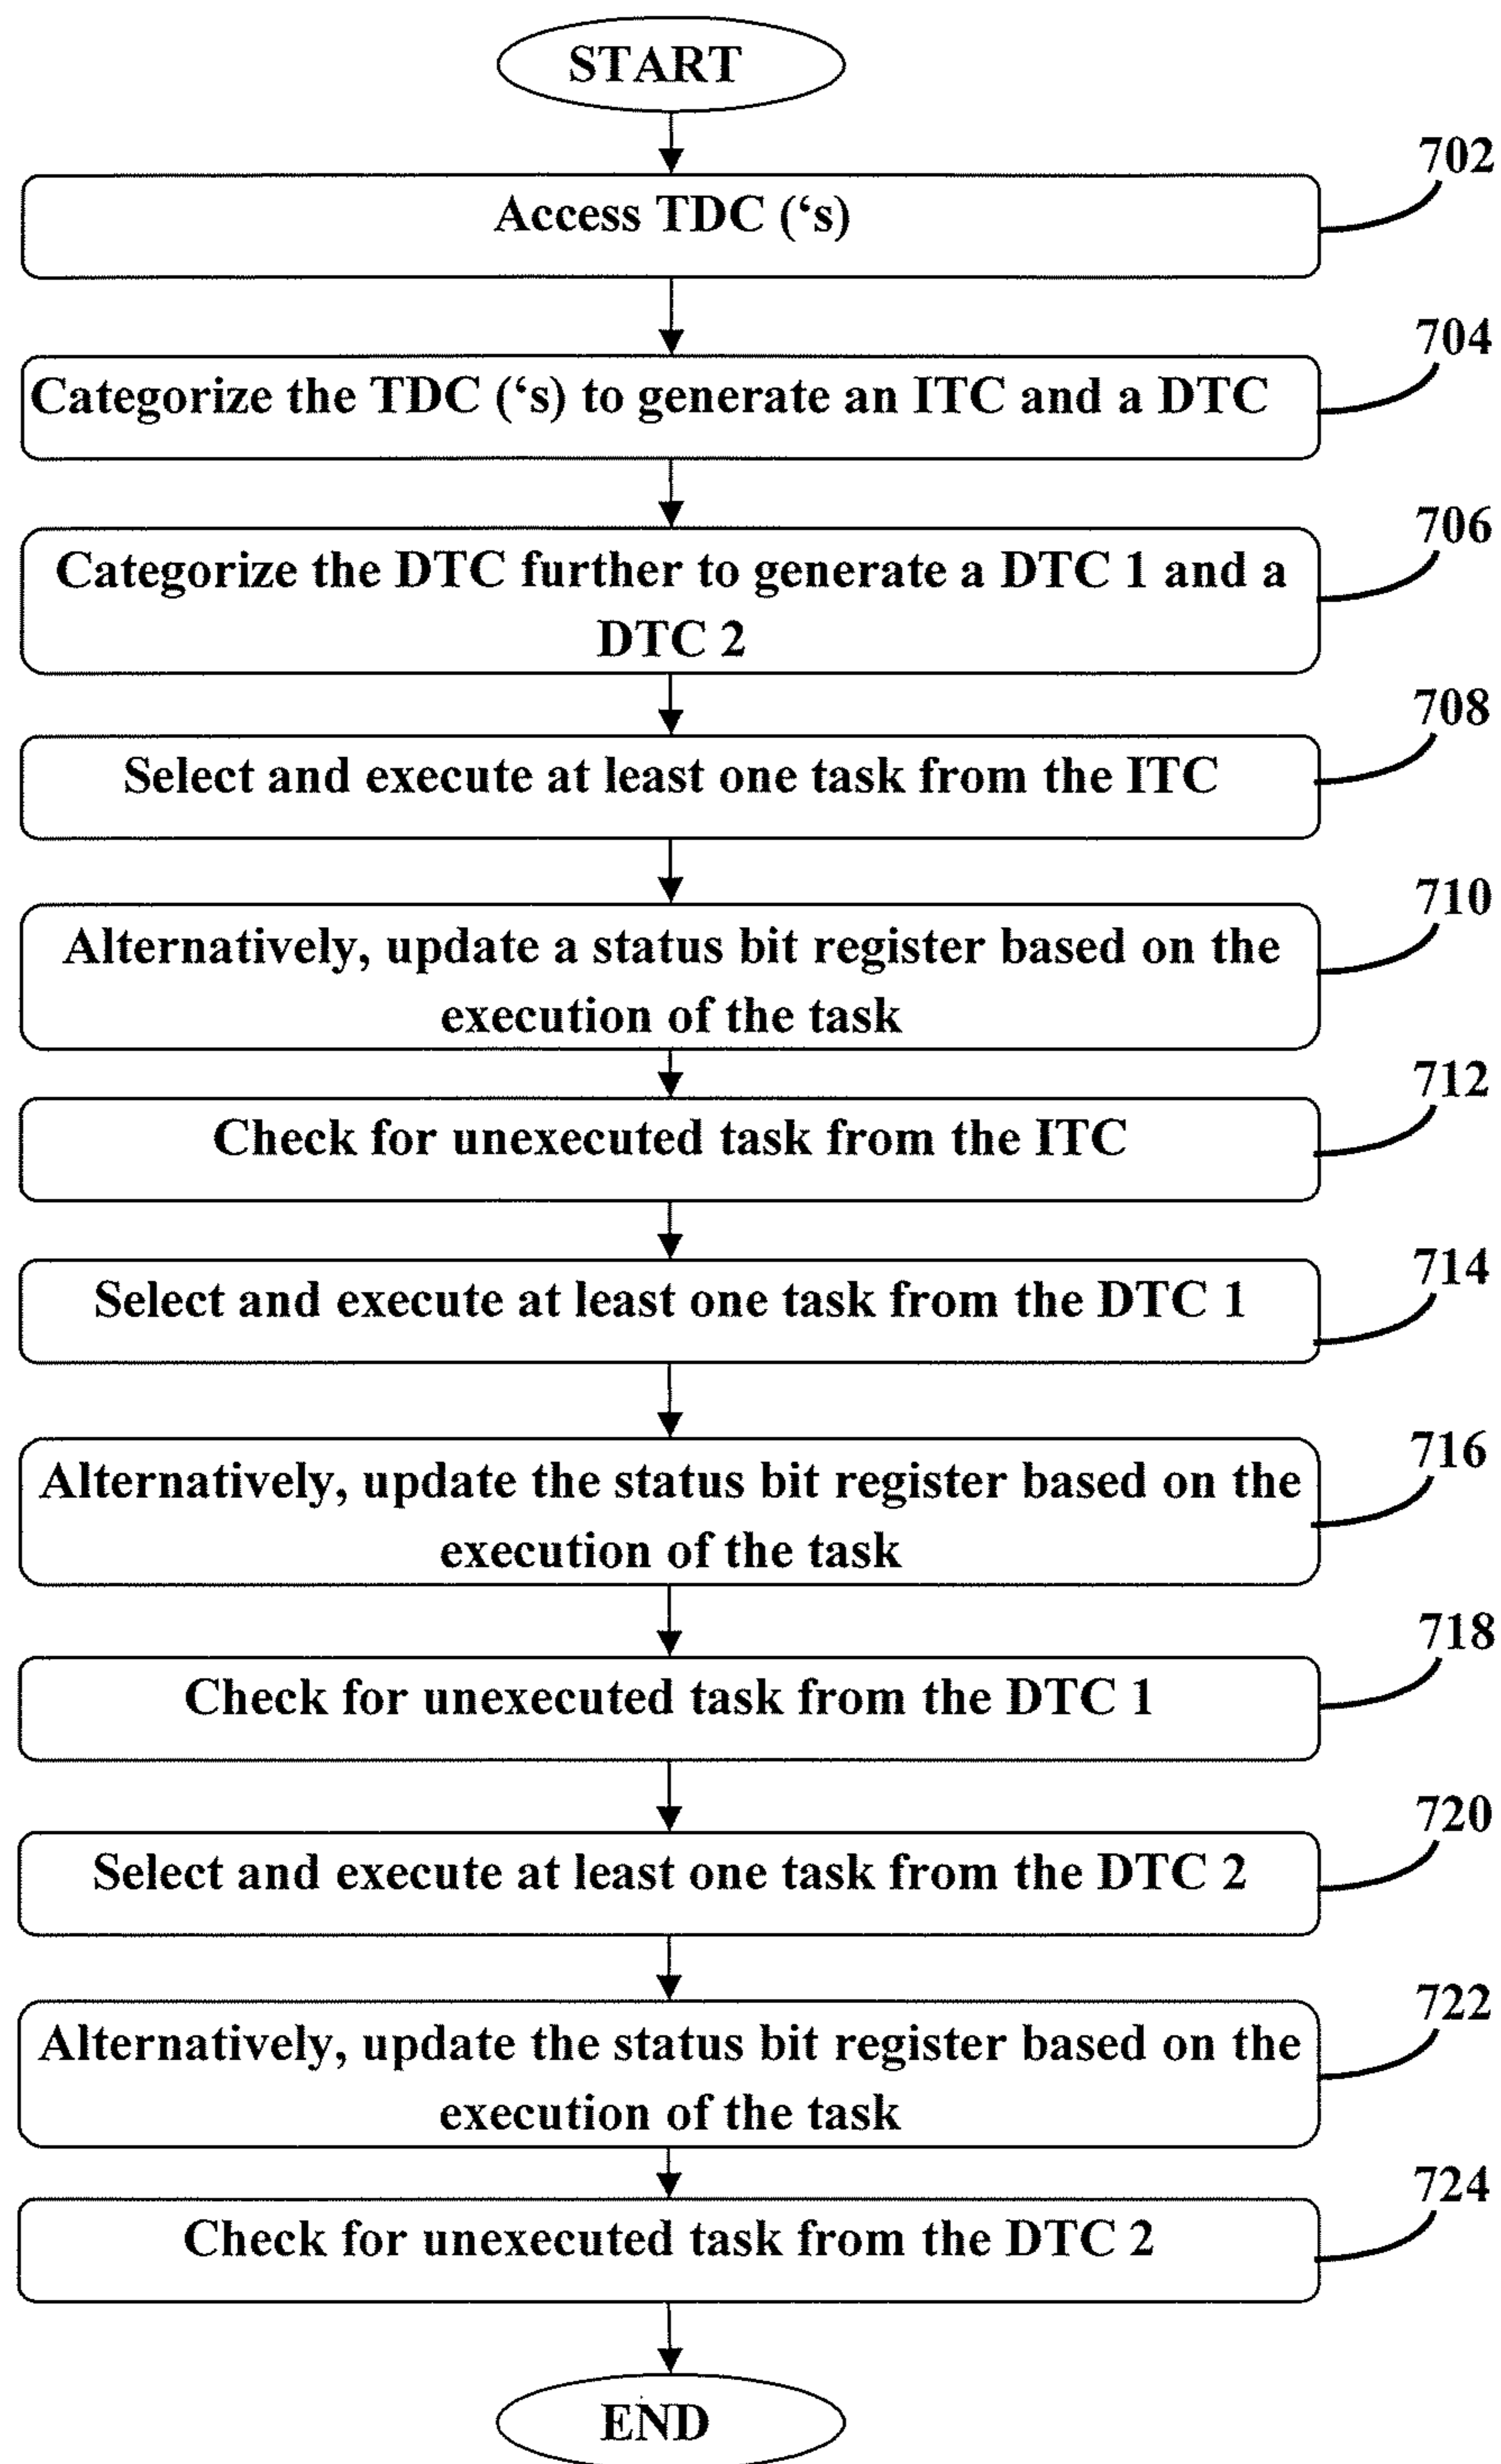 START
702
Access TDC (‘s)
704
Categorize the TDC (‘s) to generate an ITC and a DTC
706
Categorize the DTC further to generate a DTC 1 and a
DTC 2
708
Select and execute at least one task from the ITC
710
Alternatively, update a status bit register based on the
execution of the task
712
Check for unexecuted task from the ITC
714
Select and execute at least one task from the DTC 1
716
Alternatively, update the status bit register based on the
execution of the task
718
Check for unexecuted task from the DTC 1
720
Select and execute at least one task from the DTC 2
722
Alternatively, update the status bit register based on the
execution of the task
724
Check for unexecuted task from the DTC 2
END